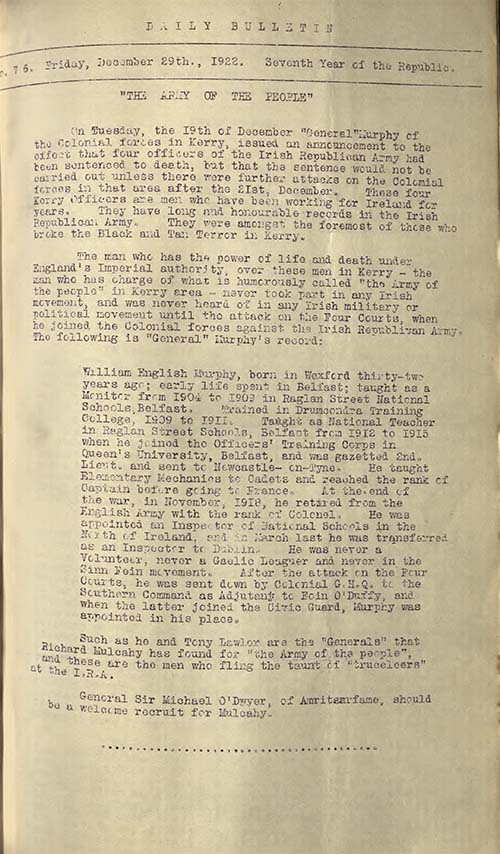 DAILY BULLETIN
. 76. Friday, December 29th., 1922. Seventh Year of the Republic.
"THE ARMY OF THE PEOPLE"
On Tuesday, the 19th of December "General"Murphy of
the Colonial forces in Kerry, issued an announcement to the
effect that four officers of the Irish Republican Army had
been sentenced to death, but that the sentence would not be
carried out unless there were further attacks on the Colonial
forces in that area after the 21st, December. These four
Kerry Officers are men who have been working for Ireland for
years. They have long and honourable records in the Irish
Republican Army. They were amongst the foremost of those who
broke the Black and Tan Terror in Kerry.
The man who has the power of life and death under
England's Imperial authority, over these men in Kerry - the
man who has charge of what is humorously called "the Army of
the people" in Kerry area - never took part in any Irish
movement, and was never heard of in any Irish military or
political movement until the attack on the Four Courts, when
he joined the Colonial forces against the Irish Republican Army.
The following is "General" Murphy's record:
William English Murphy, born in Wexford thirty-two
years ago; early life spent in Belfast; taught as a
Monitor from 1904 to 1909 in Raglan Street National
Schools,Belfast. Trained in Drumcondra Training
College, 1909 to 1911. Taught as National Teacher
in Raglan Street Schools, Belfast from 1912 to 1915
when he joined the Officers' Training Corps in
Queen's University, Belfast, and was gazetted 2nd.
Lieut. and sent to Newcastle- on-Tyne. He taught
Elementary Mechanics to Cadets and reached the rank of
Captain before going to France. At the end of
the war, in November, 1918, he retired from the
English Army with the rank of Colonel. He was
appointed an Inspector of National Schools in the
North of Ireland, and in March last he was transferred
as an Inspector to Dublin. He was never a
Volunteer, never a Gaelic Leaguer and never in the
Sinn Fein movement. After the attack on the Four
Courts, he was sent down by Colonial G.H.Q. to the
Southern Command as Adjutant to Eoin O'Duffy, and
when the latter joined the Civic Guard, Murphy was
appointed in his place.
Such as he and Tony Lawlor are the "Generals" that
Richard Mulcahy has found for "the Army of the people",
and these are the men who fling the taunt of "truceleers"
at the I.R.A.
General Sir Michael O'Dwyer, of Amritsarfame, should
be a welcome recruit for Mulcahy.